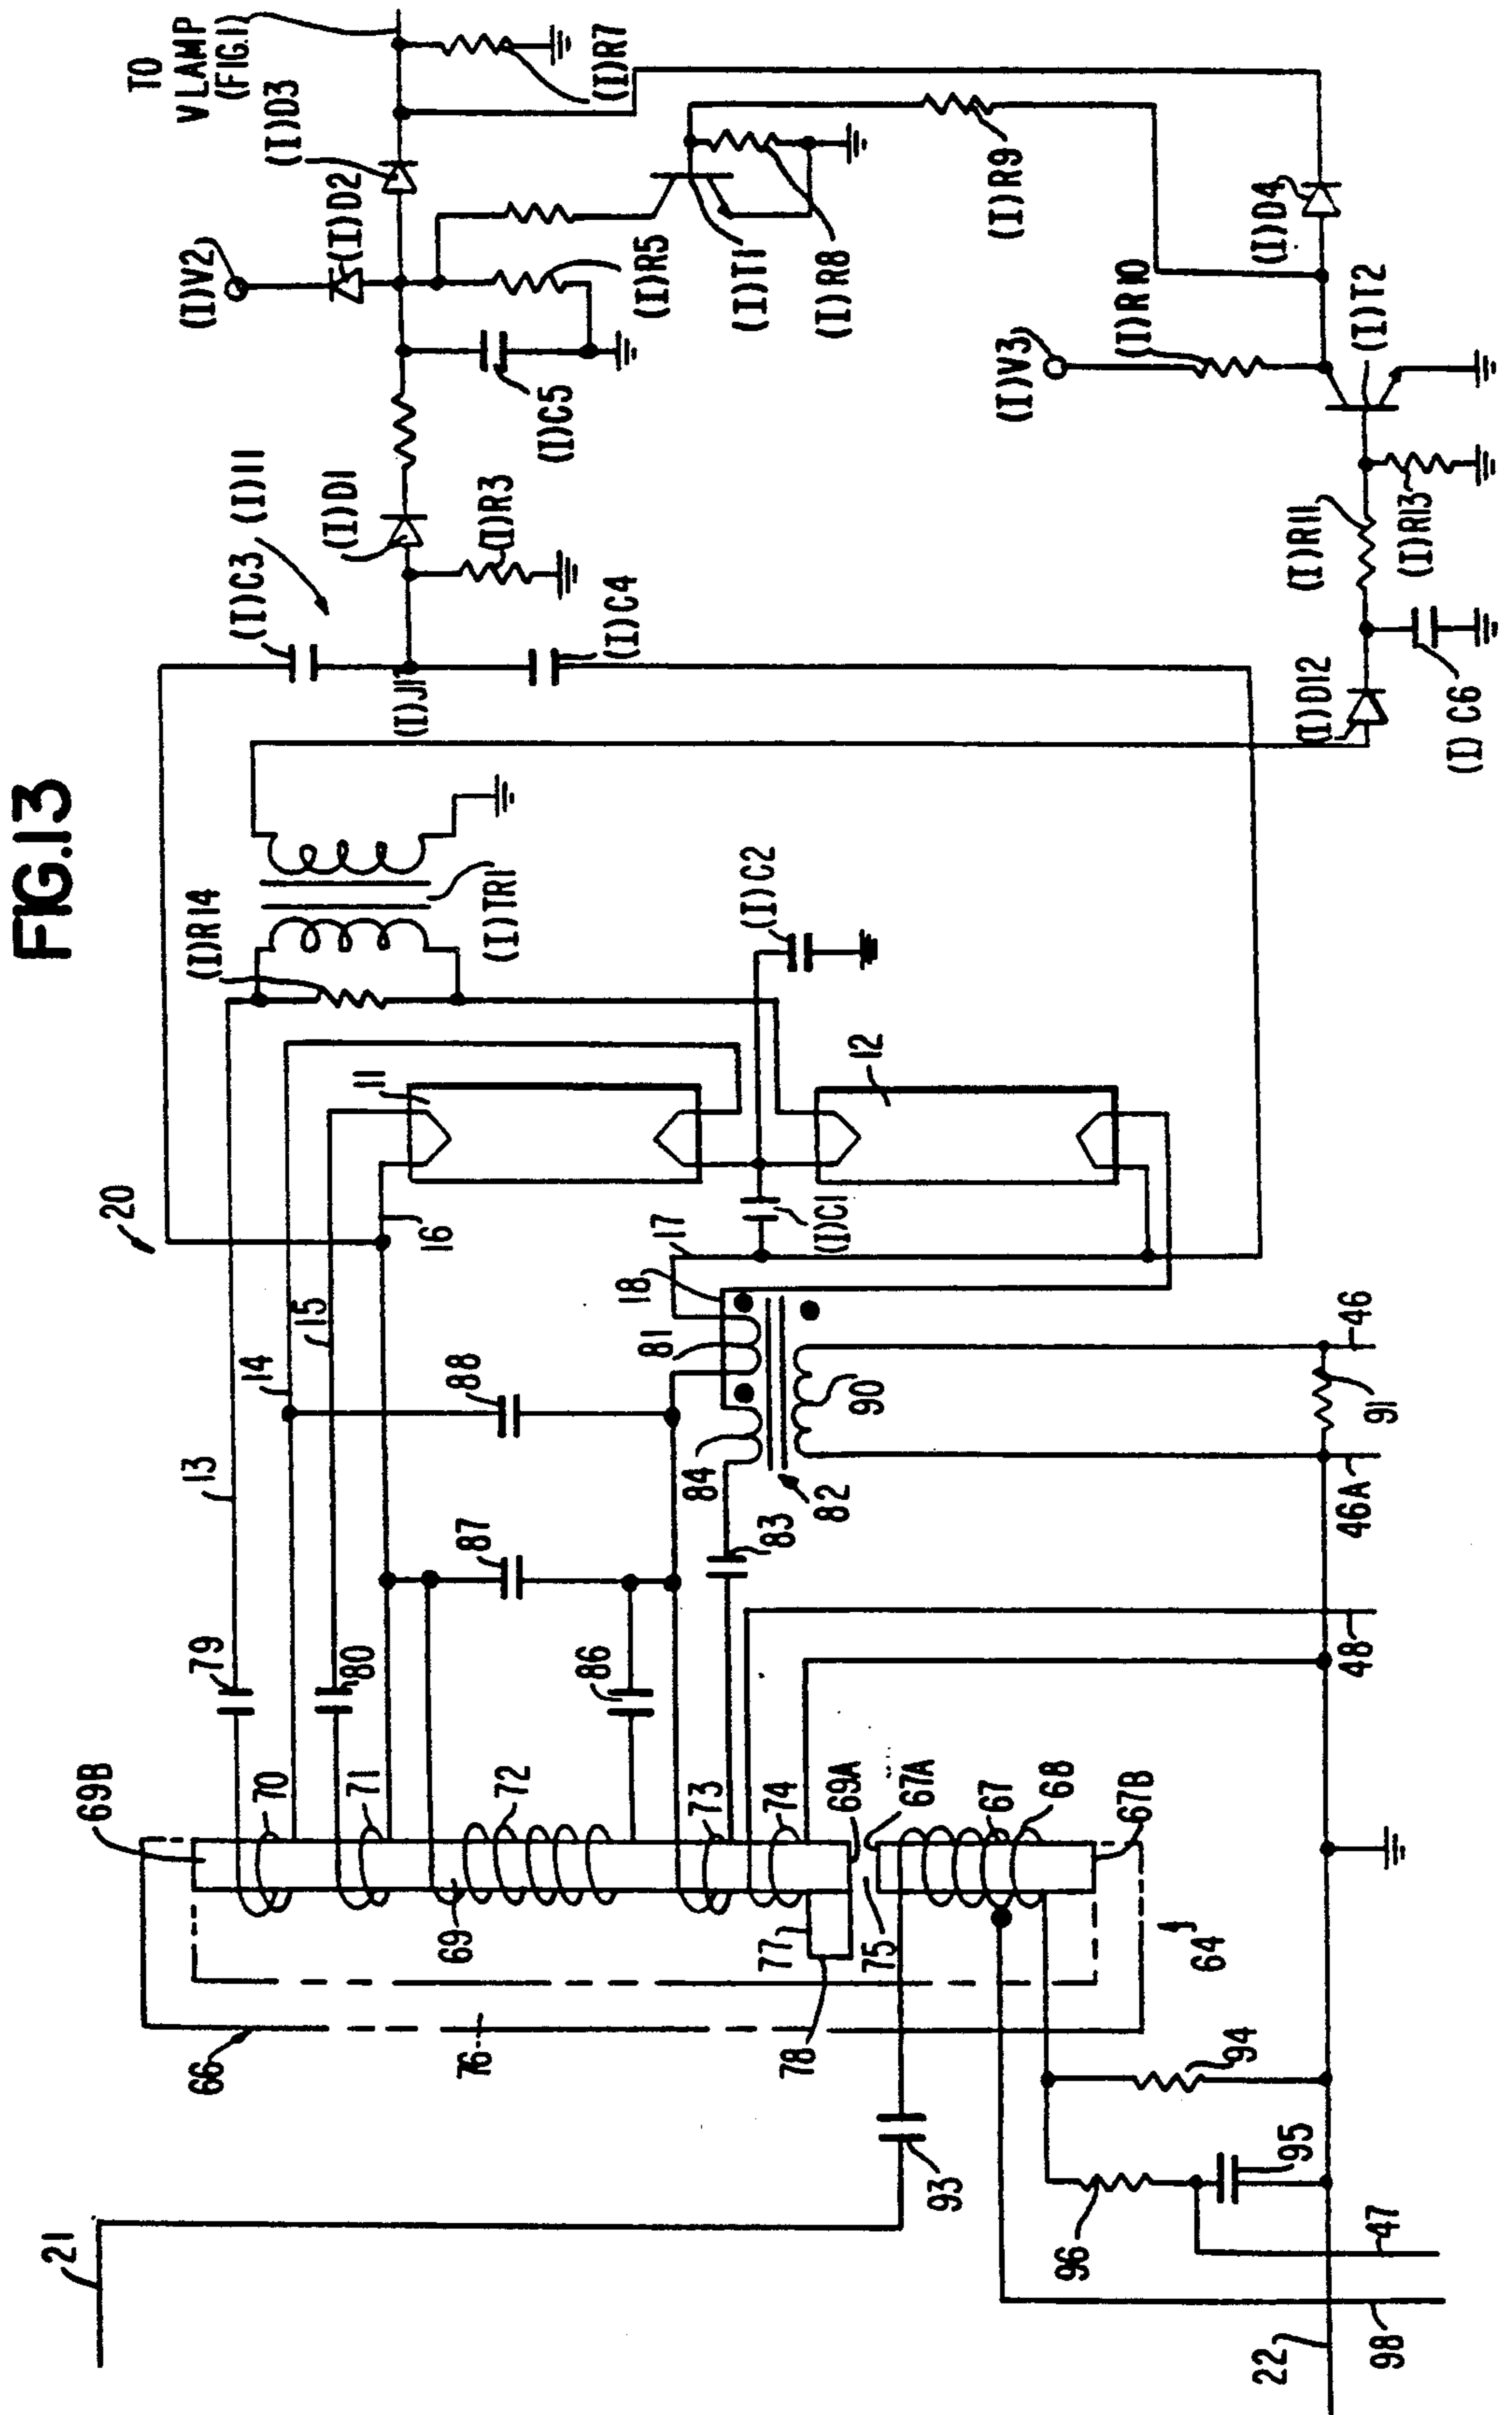 FIG.13
TO
VLAMP
(FIG.1)
(I)D3
(I)R7
(I)V2
(I)D2
(I)R5
(I)T1
(I)R8
(I)R9
(I)D4
(I)C5
(I)V3
(I)R10
(I)T2
(I)11
(I)C3
(I)D1
(I)R3
(I)C4
(I)J1
(I)R11
(I)R13
(I)D12
(I)C6
(I)R14
(I)TR1
(I)C2
(I)C1
20
11
12
13
14
15
16
17
18
81
88
84
90
82
83
87
46
91
46A
48
79
80
86
69B
70
71
72
73
74
69A
67A
67
68
67B
69
77
75
78
64
66
76
94
93
95
96
21
47
98
22